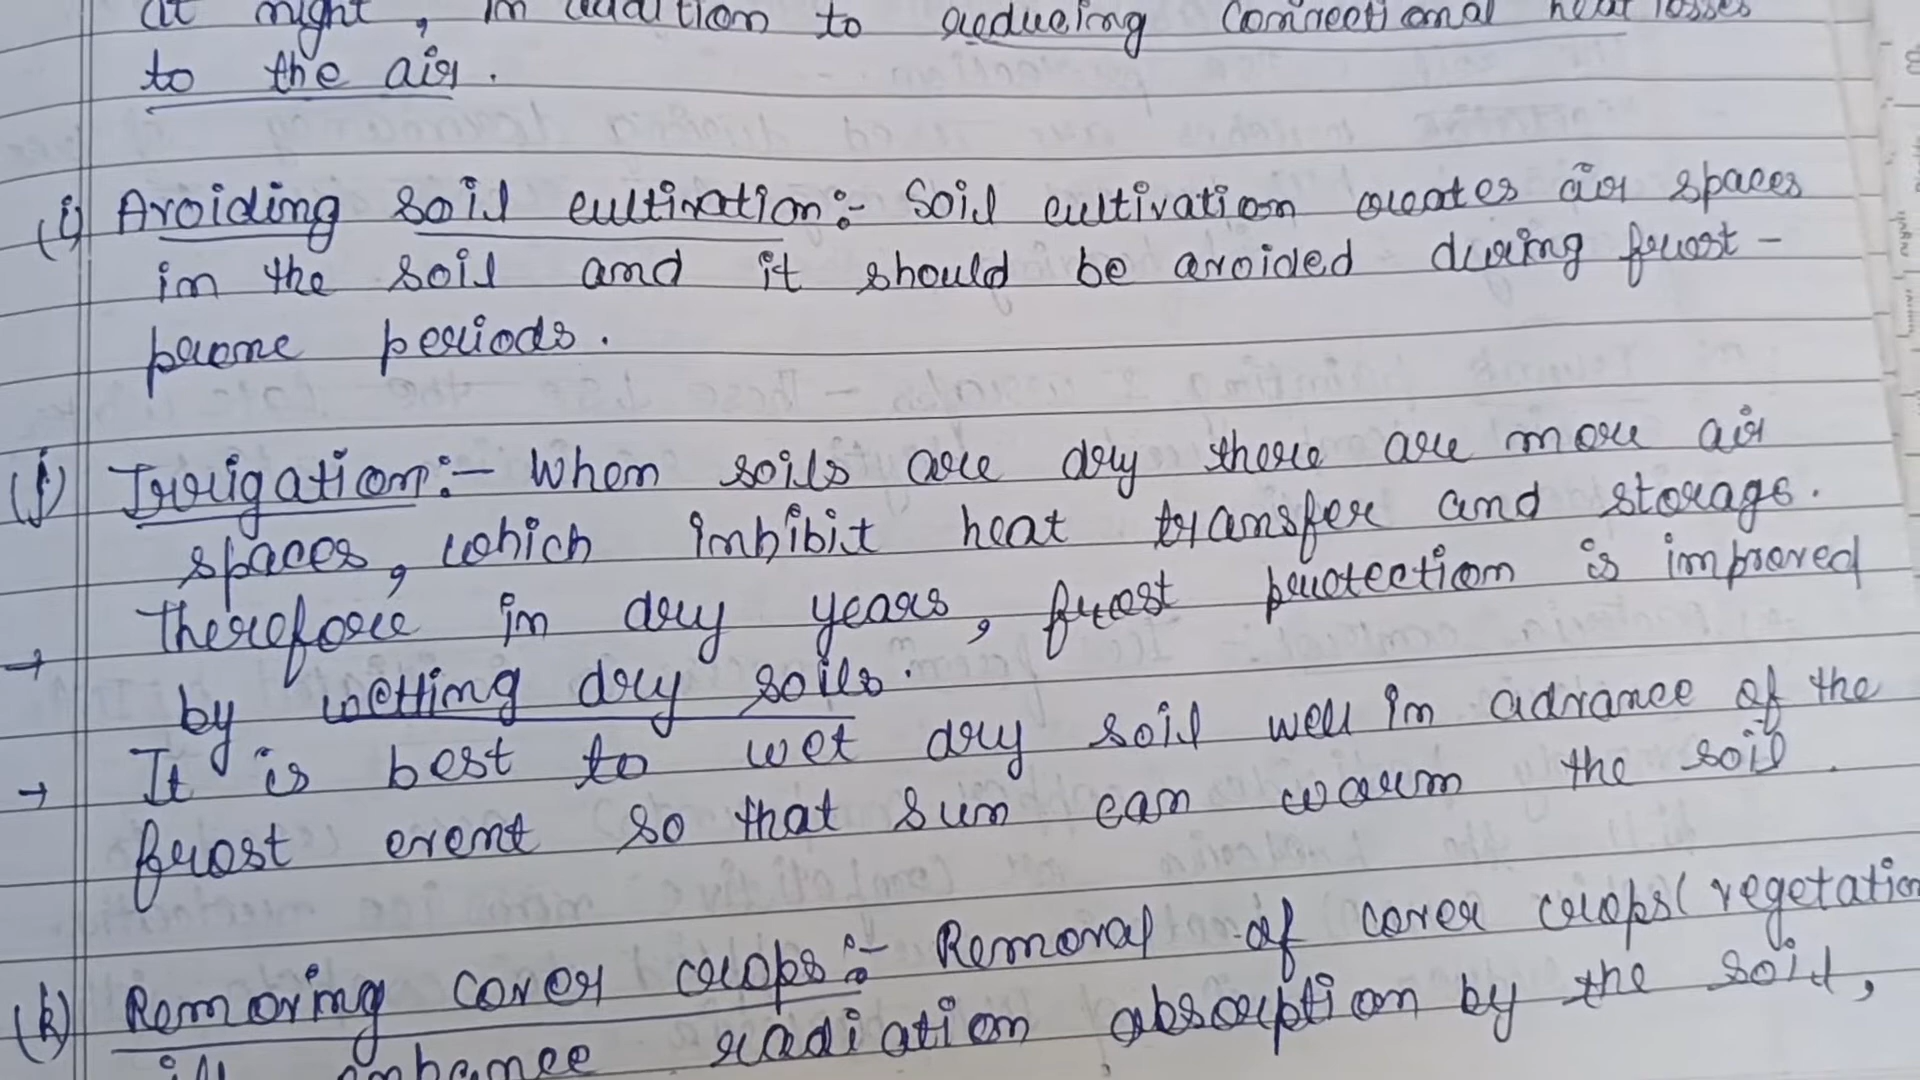 at night, in addition to reducing convectional heat losses
to the air.
(i) Avoiding soil cultivation:- Soil cultivation creates air spaces
in the soil and it should be avoided during frost-
prone periods.
(j) Irrigation:- When soils are dry there are more air
spaces, which inhibit heat transfer and storage.
→ Therefore in dry years, frost protection is improved
by wetting dry soils.
→ It is best to wet dry soil well in advance of the
frost event so that sun can warm the soil.
(k) Removing cover crops:- Removal of cover crops (vegetation
will enhance radiation absorption by the soil,